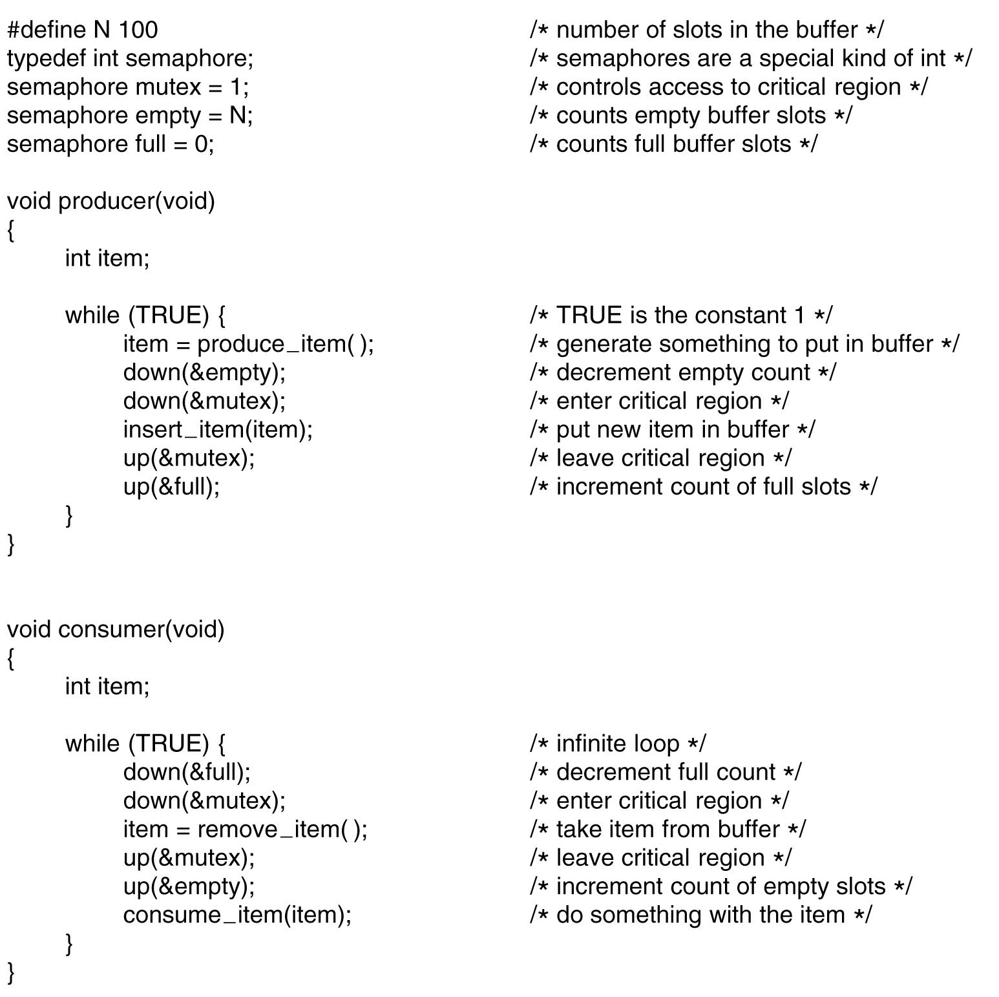 #define N 100 /* number of slots in the buffer */
typedef int semaphore; /* semaphores are a special kind of int */
semaphore mutex = 1; /* controls access to critical region */
semaphore empty = N; /* counts empty buffer slots */
semaphore full = 0; /* counts full buffer slots */
void producer(void)
{
int item;
while (TRUE) { /* TRUE is the constant 1 */
item = produce_item( ); /* generate something to put in buffer */
down(&empty); /* decrement empty count */
down(&mutex); /* enter critical region */
insert_item(item); /* put new item in buffer */
up(&mutex); /* leave critical region */
up(&full); /* increment count of full slots */
}
}
void consumer(void)
{
int item;
while (TRUE) { /* infinite loop */
down(&full); /* decrement full count */
down(&mutex); /* enter critical region */
item = remove_item( ); /* take item from buffer */
up(&mutex); /* leave critical region */
up(&empty); /* increment count of empty slots */
consume_item(item); /* do something with the item */
}
}